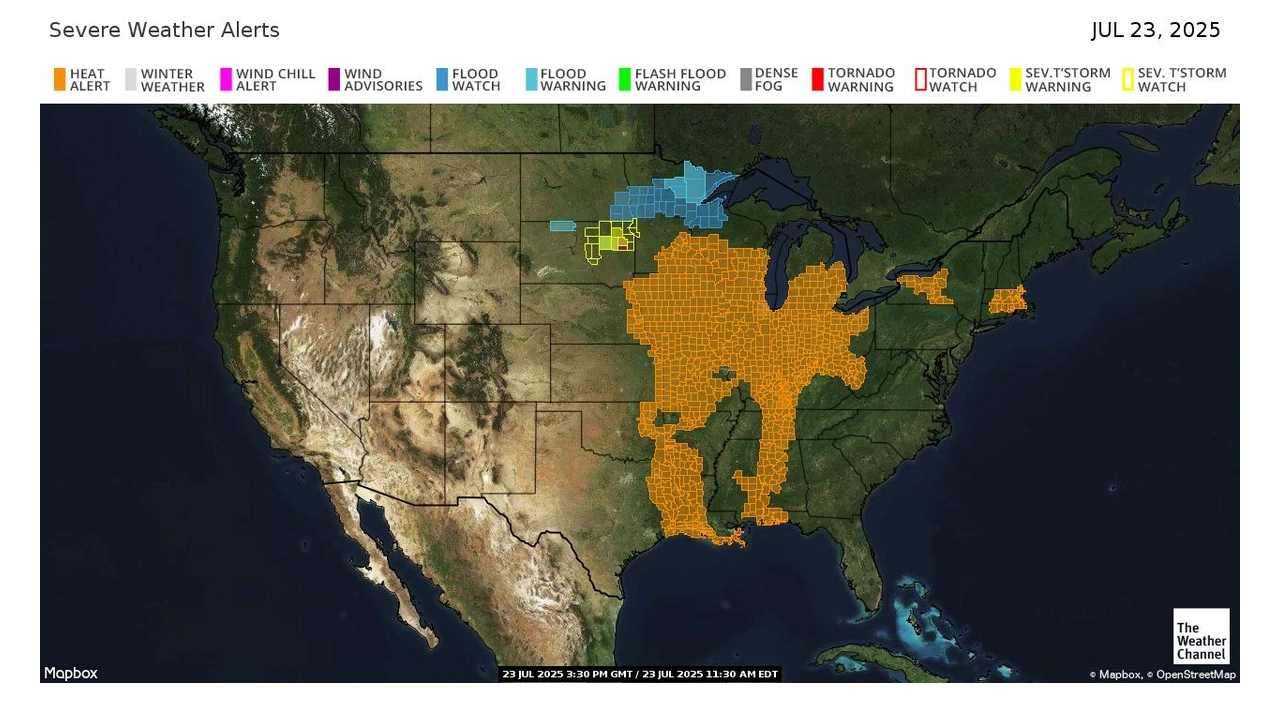 Severe Weather Alerts
JUL 23, 2025
HEAT
ALERT
WINTER
WEATHER
WIND CHILL
ALERT
WIND
ADVISORIES
FLOOD
WATCH
FLOOD
WARNING
FLASH FLOOD
WARNING
DENSE
FOG
TORNADO
WARNING
TORNADO
WATCH
SEV.T'STORM
WARNING
SEV. T'STORM
WATCH
The
Weather
Channel
Mapbox
23 JUL 2025 3:30 PM GMT / 23 JUL 2025 11:30 AM EDT
© Mapbox, © OpenStreetMap